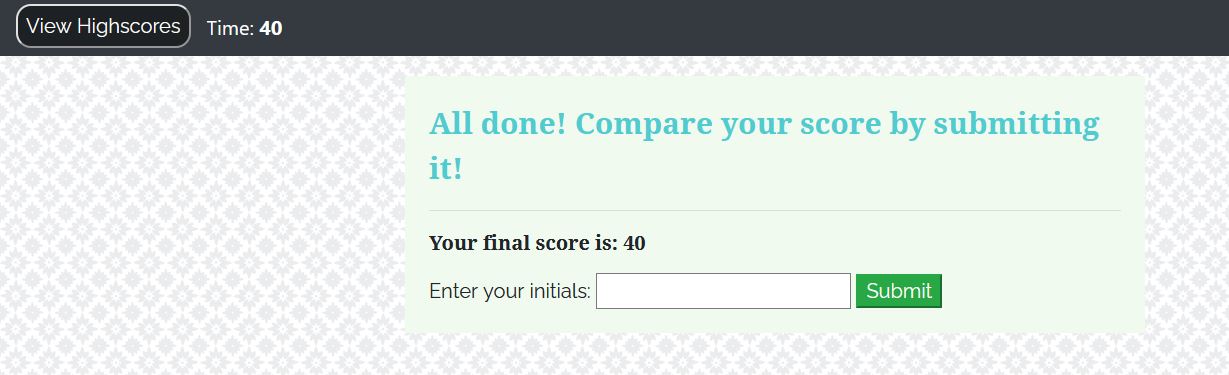 View Highscores Time: 40
All done! Compare your score by submitting
it!
Your final score is: 40
Enter your initials: Submit